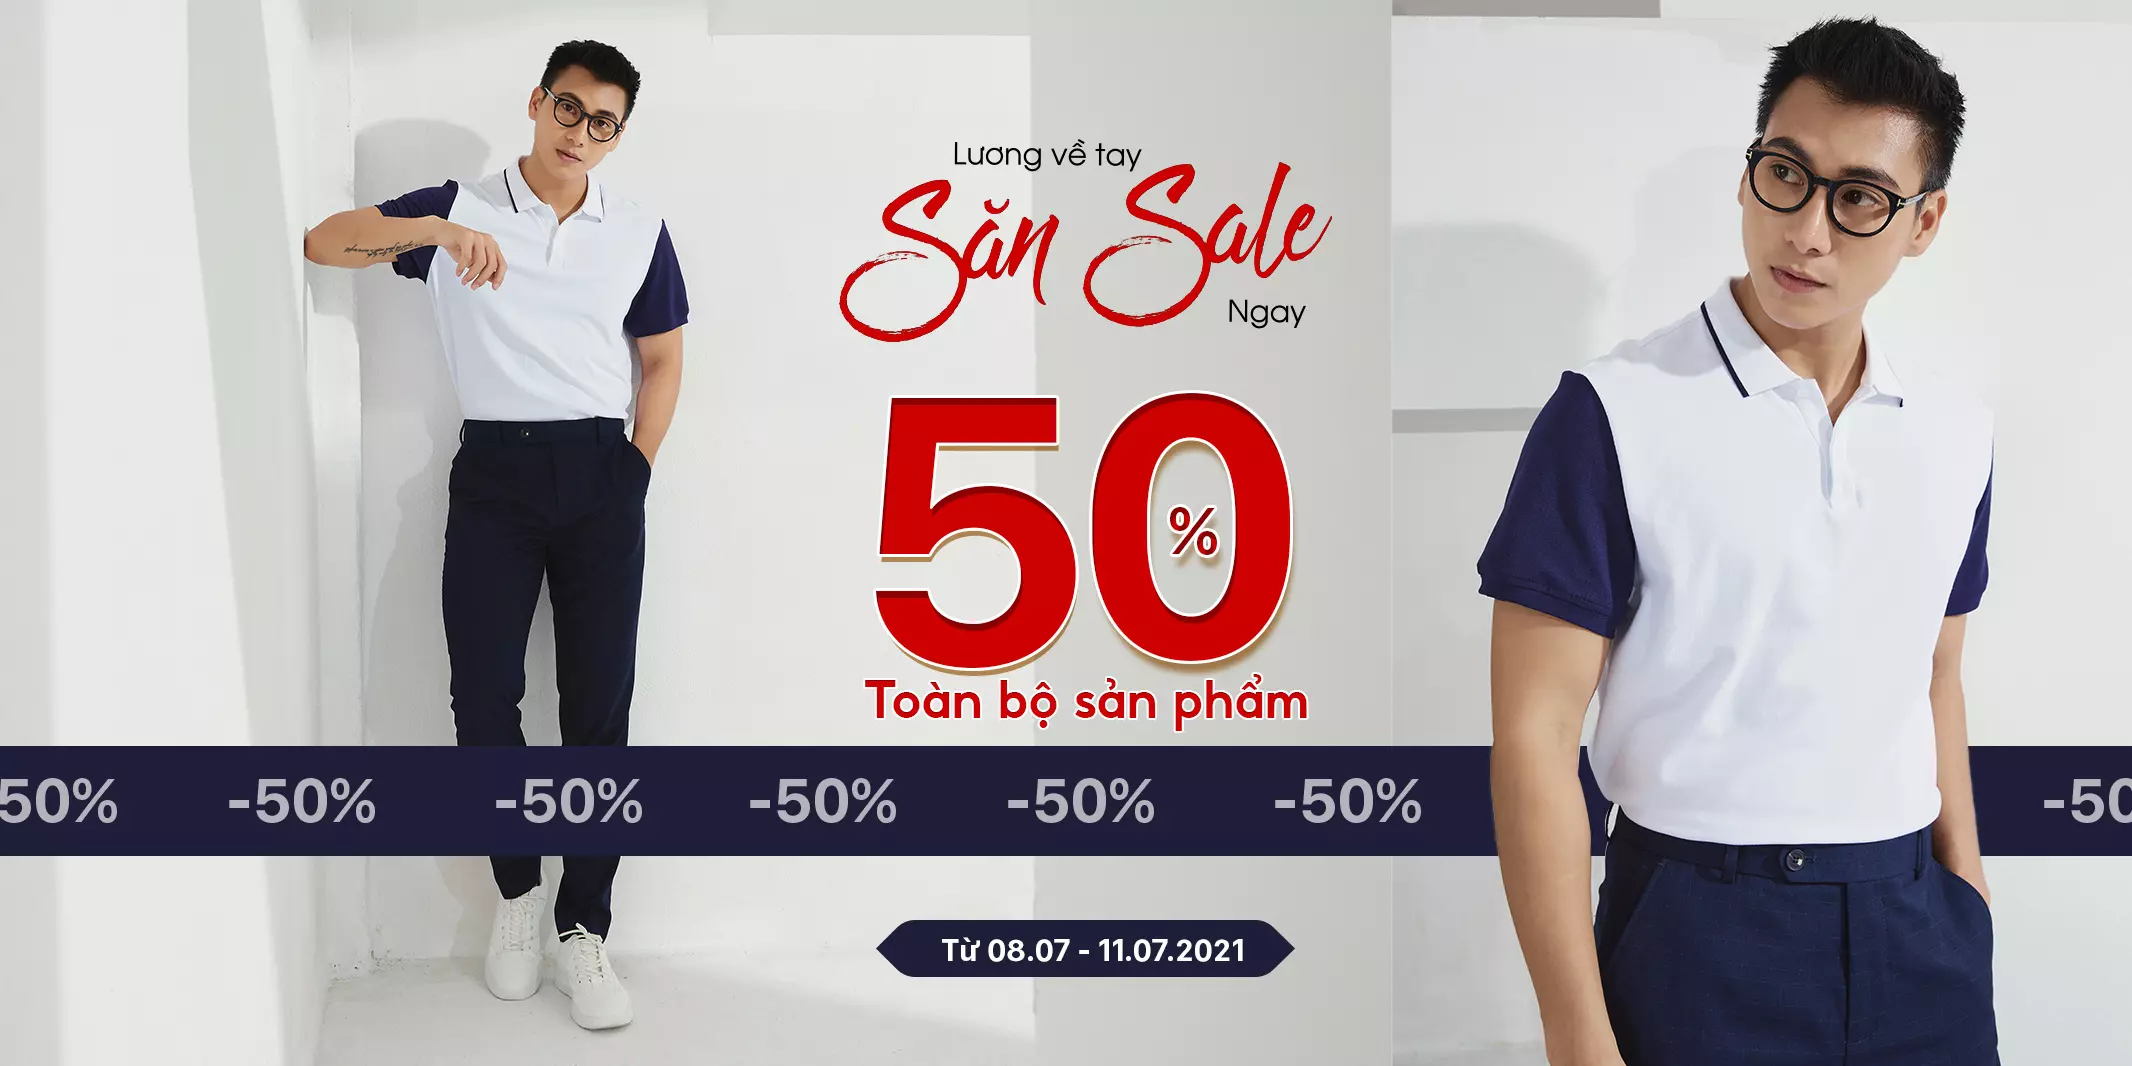 Lương về tay
Săn Sale
Ngay
50%
Toàn bộ sản phẩm
50% -50% -50% -50% -50% -50% -50
Từ 08.07 - 11.07.2021